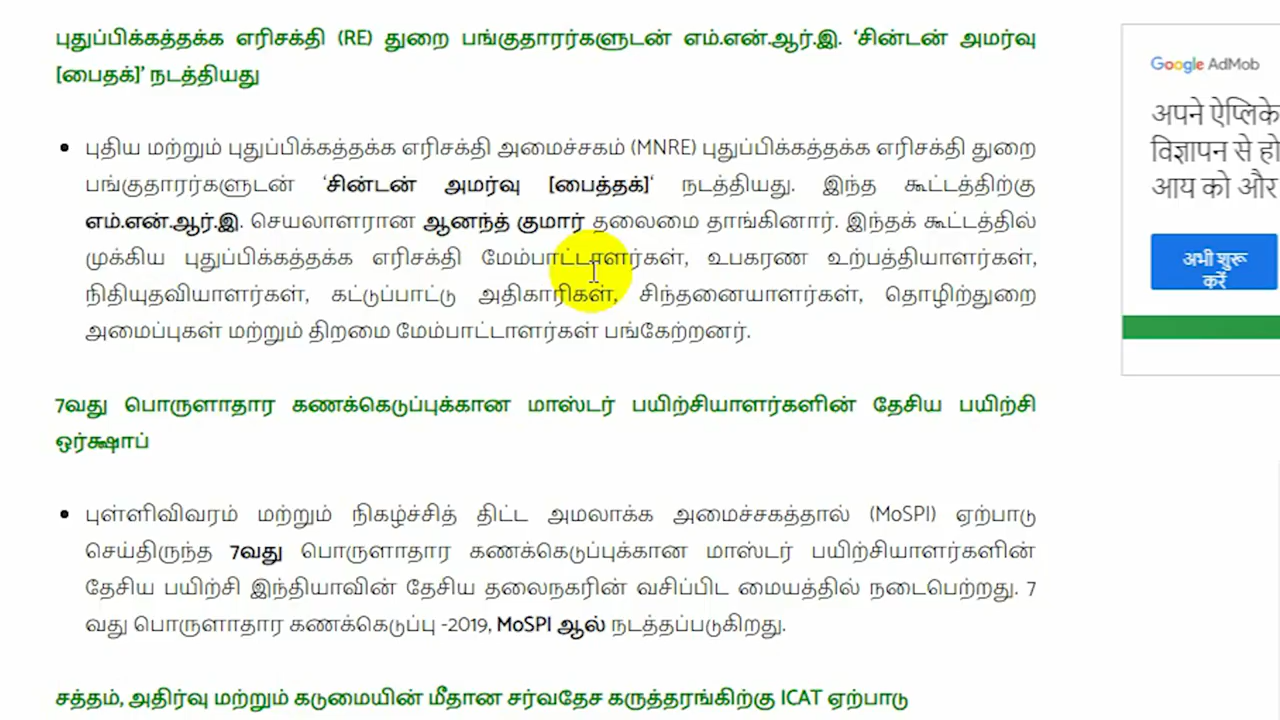 புதுப்பிக்கத்தக்க எரிசக்தி (RE) துறை பங்குதாரர்களுடன் எம்.என்.ஆர்.இ. ‘சின்டன் அமர்வு
[பைதக்]’ நடத்தியது
• புதிய மற்றும் புதுப்பிக்கத்தக்க எரிசக்தி அமைச்சகம் (MNRE) புதுப்பிக்கத்தக்க எரிசக்தி துறை
பங்குதாரர்களுடன் ‘சின்டன் அமர்வு [பைத்தக்]‘ நடத்தியது. இந்த கூட்டத்திற்கு
எம்.என்.ஆர்.இ. செயலாளரான ஆனந்த் குமார் தலைமை தாங்கினார். இந்தக் கூட்டத்தில்
முக்கிய புதுப்பிக்கத்தக்க எரிசக்தி மேம்பாட்டாளர்கள், உபகரண உற்பத்தியாளர்கள்,
நிதியுதவியாளர்கள், கட்டுப்பாட்டு அதிகாரிகள், சிந்தனையாளர்கள், தொழிற்துறை
அமைப்புகள் மற்றும் திறமை மேம்பாட்டாளர்கள் பங்கேற்றனர்.
7வது பொருளாதார கணக்கெடுப்புக்கான மாஸ்டர் பயிற்சியாளர்களின் தேசிய பயிற்சி
ஒர்க்ஷாப்
• புள்ளிவிவரம் மற்றும் நிகழ்ச்சித் திட்ட அமலாக்க அமைச்சகத்தால் (MoSPI) ஏற்பாடு
செய்திருந்த 7வது பொருளாதார கணக்கெடுப்புக்கான மாஸ்டர் பயிற்சியாளர்களின்
தேசிய பயிற்சி இந்தியாவின் தேசிய தலைநகரின் வசிப்பிட மையத்தில் நடைபெற்றது. 7
வது பொருளாதார கணக்கெடுப்பு -2019, MoSPI ஆல் நடத்தப்படுகிறது.
சத்தம், அதிர்வு மற்றும் கடுமையின் மீதான சர்வதேச கருத்தரங்கிற்கு ICAT ஏற்பாடு
Google AdMob
अपने ऐप्लिके
विज्ञापन से हो
आय को और
अभी शुरू
करें